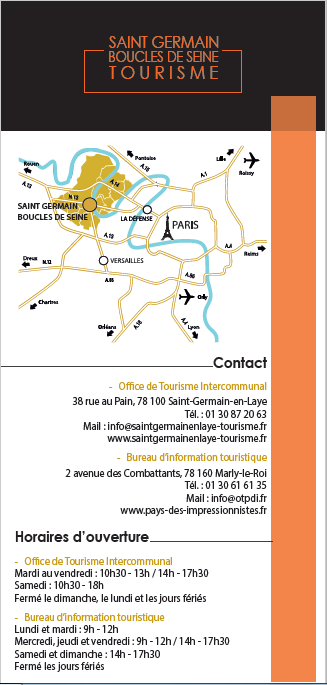 SAINT GERMAIN
BOUCLES DE SEINE
TOURISME
Rouen
A.13
Pontoise
A.15
Lille
A.1
Roissy
A.14
N.13
SAINT GERMAIN
BOUCLES DE SEINE
LA DÉFENSE
PARIS
A.13
Dreux
N.12
VERSAILLES
A.4
Reims
A.86
Chartres
Orly
Orléans
Lyon
Contact
- Office de Tourisme Intercommunal
38 rue au Pain, 78 100 Saint-Germain-en-Laye
Tél. : 01 30 87 20 63
Mail : info@saintgermainenlaye-tourisme.fr
www.saintgermainenlaye-tourisme.fr
- Bureau d'information touristique
2 avenue des Combattants, 78 160 Marly-le-Roi
Tél. : 01 30 61 61 35
Mail : info@otpdi.fr
www.pays-des-impressionnistes.fr
Horaires d'ouverture
- Office de Tourisme Intercommunal
Mardi au vendredi : 10h30 - 13h / 14h - 17h30
Samedi : 10h30 - 18h
Fermé le dimanche, le lundi et les jours fériés
- Bureau d'information touristique
Lundi et mardi : 9h - 12h
Mercredi, jeudi et vendredi : 9h - 12h / 14h - 17h30
Samedi et dimanche : 14h - 17h30
Fermé les jours fériés